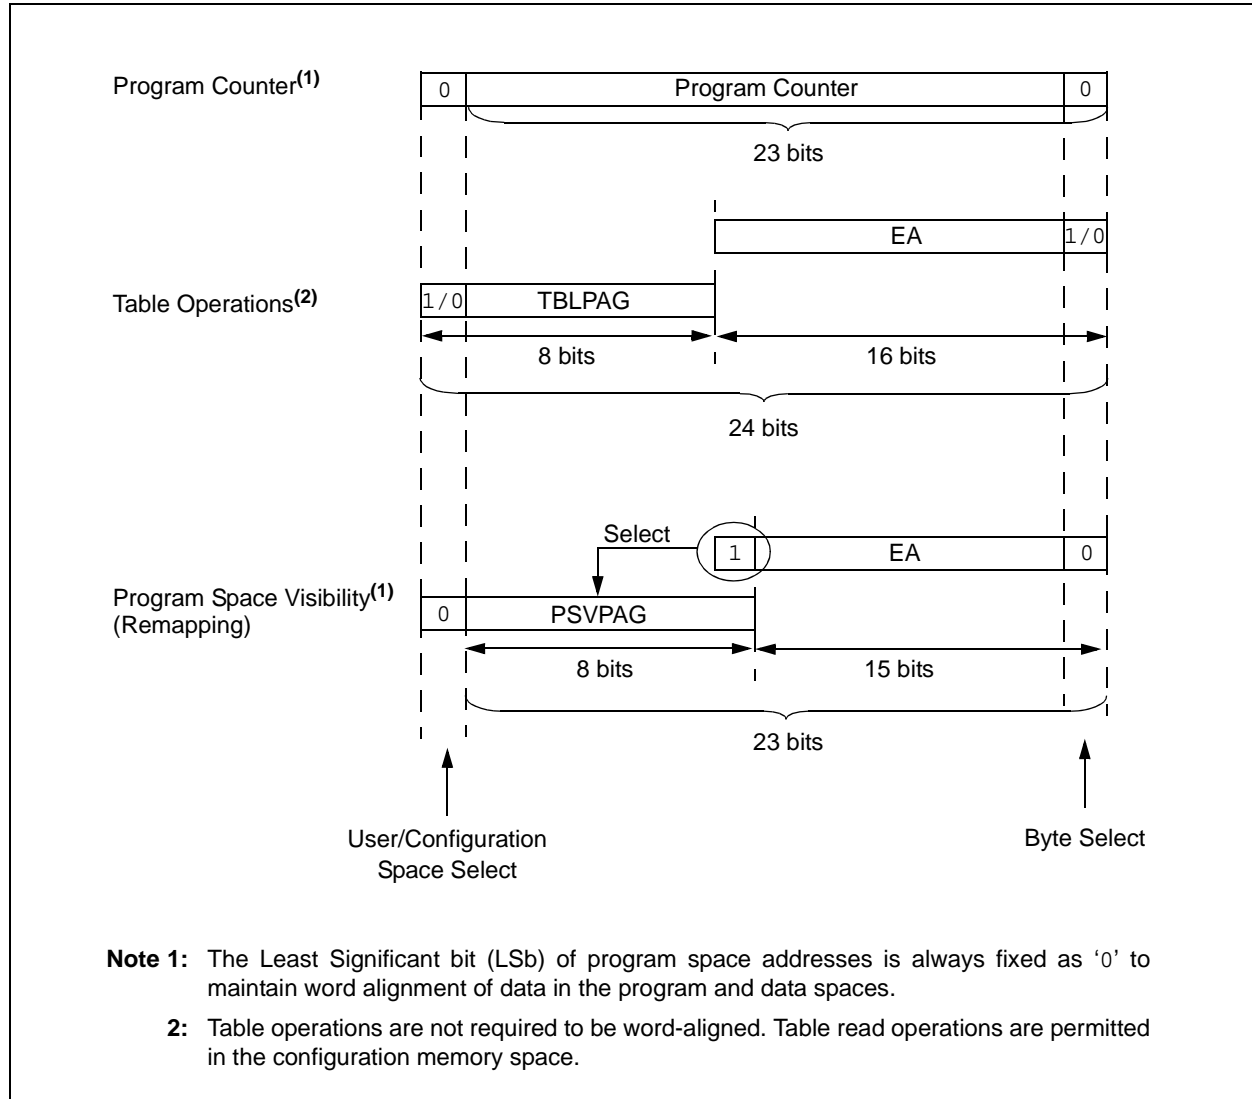 Program Counter(1)
0
Program Counter
0
23 bits
EA
1/0
Table Operations(2)
1/0
TBLPAG
8 bits
16 bits
24 bits
Select
1
EA
0
Program Space Visibility(1)
(Remapping)
0
PSVPAG
8 bits
15 bits
23 bits
User/Configuration
Space Select
Byte Select
Note 1: The Least Significant bit (LSb) of program space addresses is always fixed as ‘0’ to
maintain word alignment of data in the program and data spaces.
2: Table operations are not required to be word-aligned. Table read operations are permitted
in the configuration memory space.